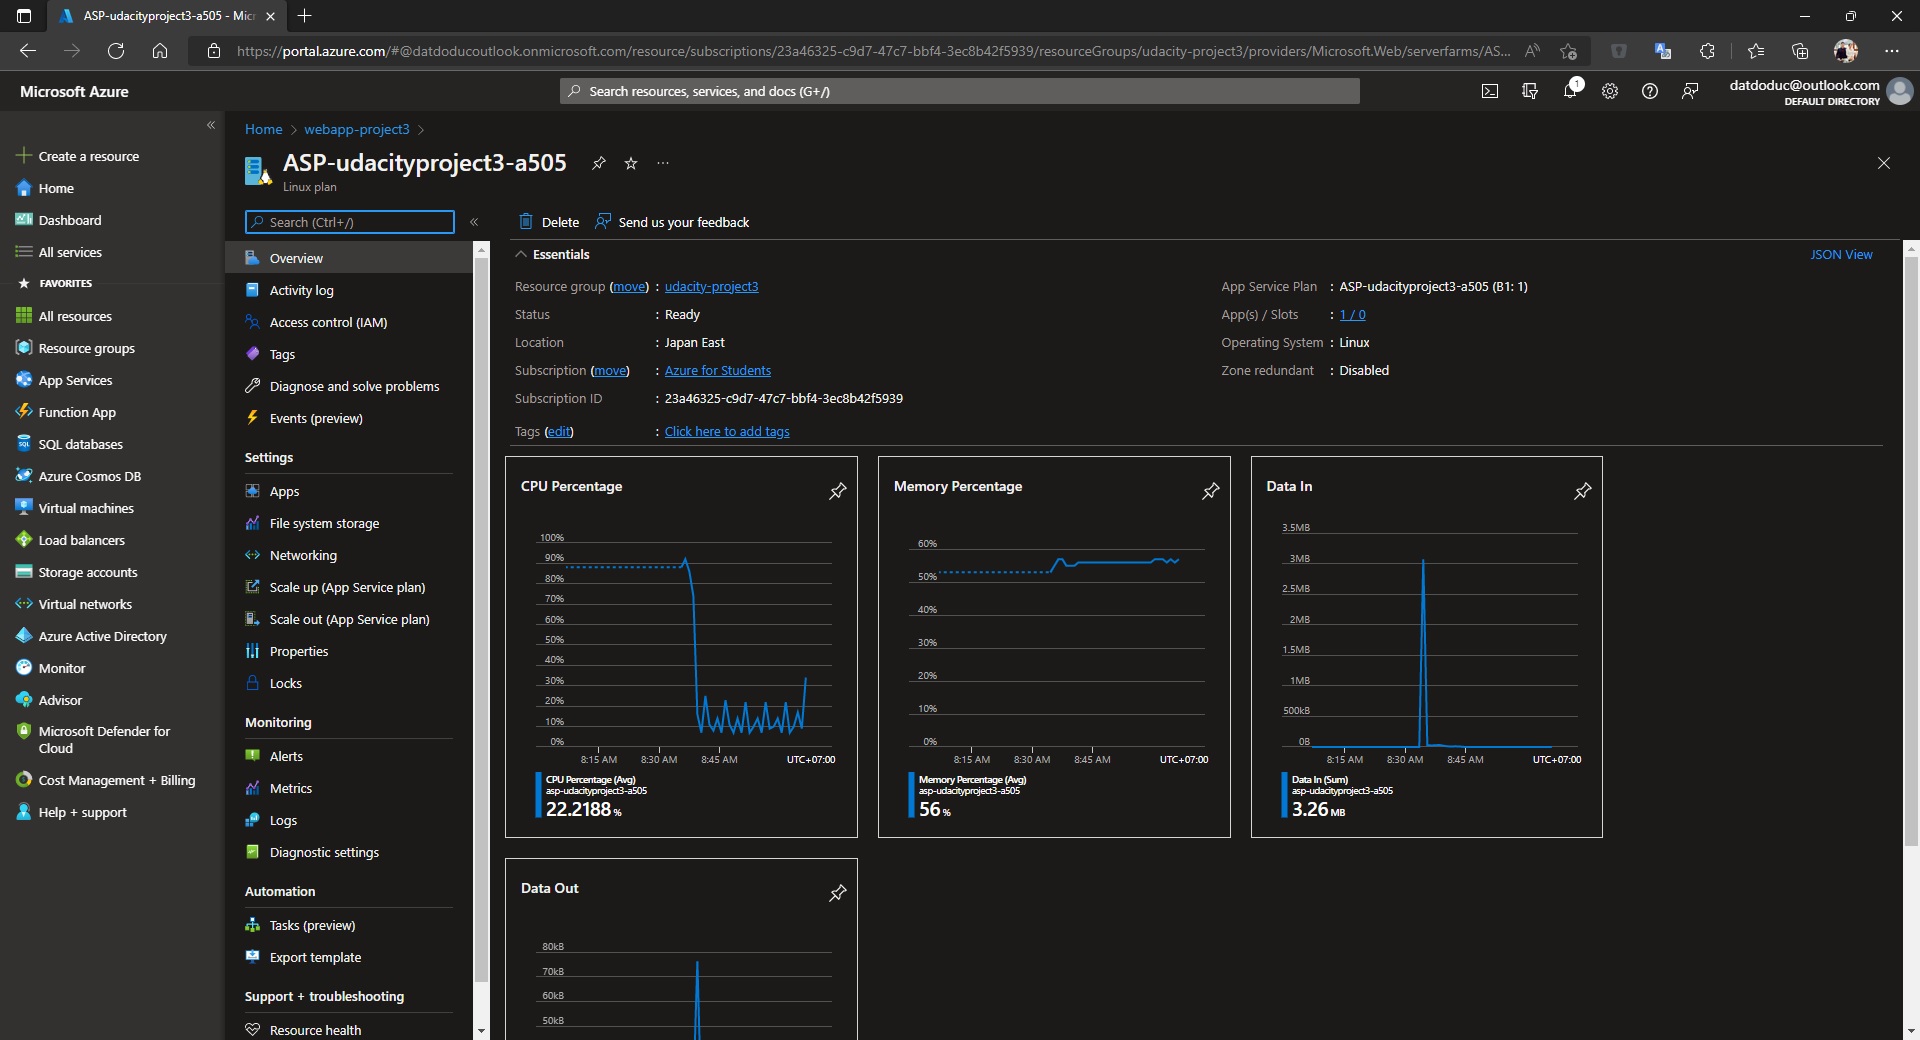 ASP-udacityproject3-a505 - Micr
https://portal.azure.com/#@datdoducoutlook.onmicrosoft.com/resource/subscriptions/23a46325-c9d7-47c7-bbf4-3ec8b42f5939/resourceGroups/udacity-project3/providers/Microsoft.Web/serverfarms/AS...
Microsoft Azure
Search resources, services, and docs (G+/)
1
datdoduc@outlook.com
DEFAULT DIRECTORY
Create a resource
Home
Dashboard
All services
FAVORITES
All resources
Resource groups
App Services
Function App
SQL databases
Azure Cosmos DB
Virtual machines
Load balancers
Storage accounts
Virtual networks
Azure Active Directory
Monitor
Advisor
Microsoft Defender for
Cloud
Cost Management + Billing
Help + support
Home > webapp-project3 >
ASP-udacityproject3-a505
Linux plan
Search (Ctrl+/)
Overview
Activity log
Access control (IAM)
Tags
Diagnose and solve problems
Events (preview)
Settings
Apps
File system storage
Networking
Scale up (App Service plan)
Scale out (App Service plan)
Properties
Locks
Monitoring
Alerts
Metrics
Logs
Diagnostic settings
Automation
Tasks (preview)
Export template
Support + troubleshooting
Resource health
Delete
Send us your feedback
Essentials
JSON View
Resource group (move) : udacity-project3
Status : Ready
Location : Japan East
Subscription (move) : Azure for Students
Subscription ID : 23a46325-c9d7-47c7-bbf4-3ec8b42f5939
Tags (edit) : Click here to add tags
App Service Plan : ASP-udacityproject3-a505 (B1: 1)
App(s) / Slots : 1 / 0
Operating System : Linux
Zone redundant : Disabled
CPU Percentage
100%
90%
80%
70%
60%
50%
40%
30%
20%
10%
0%
8:15 AM 8:30 AM 8:45 AM UTC+07:00
CPU Percentage (Avg)
asp-udacityproject3-a505
22.2188 %
Memory Percentage
60%
50%
40%
30%
20%
10%
0%
8:15 AM 8:30 AM 8:45 AM UTC+07:00
Memory Percentage (Avg)
asp-udacityproject3-a505
56 %
Data In
3.5MB
3MB
2.5MB
2MB
1.5MB
1MB
500kB
0B
8:15 AM 8:30 AM 8:45 AM UTC+07:00
Data In (Sum)
asp-udacityproject3-a505
3.26 MB
Data Out
80kB
70kB
60kB
50kB